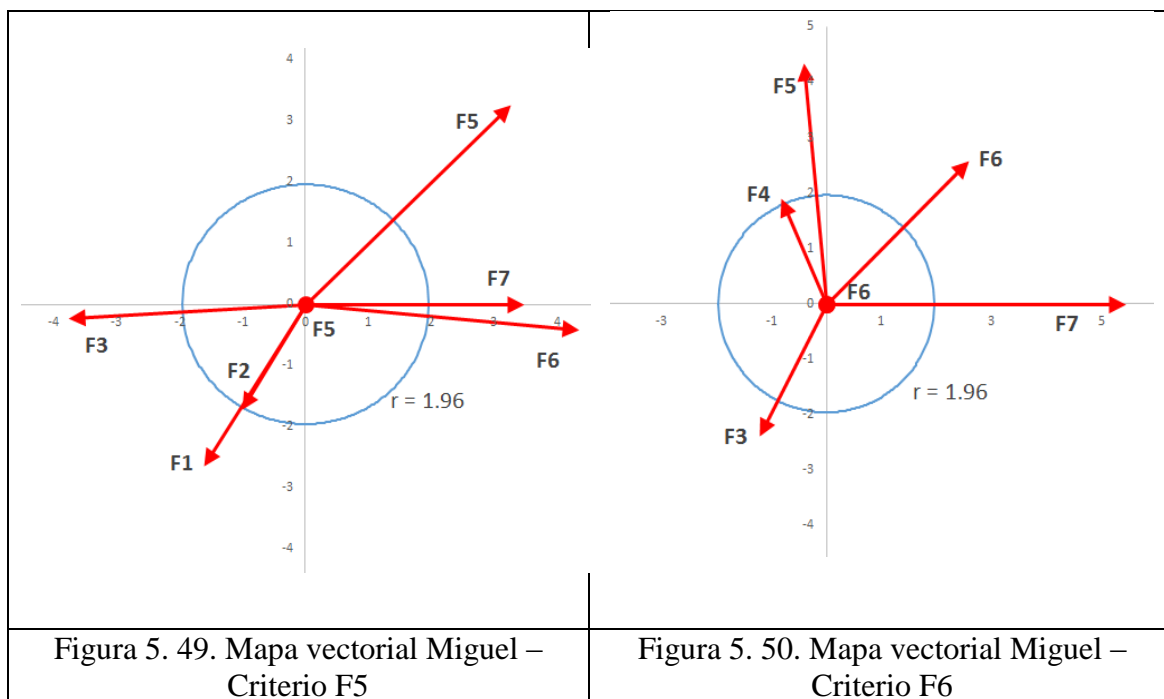 4
3
F5
2
1
F7
0
-4 -3 -2 -1 0 1 2 3 4
F3
F5
F6
-1
F2
r = 1.96
-2
F1
-3
-4
5
F5
4
3
F6
F4
2
1
0
F6
-3 -1 1 3 5
F7
-1
r = 1.96
-2
F3
-3
-4
Figura 5. 49. Mapa vectorial Miguel –
Criterio F5
Figura 5. 50. Mapa vectorial Miguel –
Criterio F6